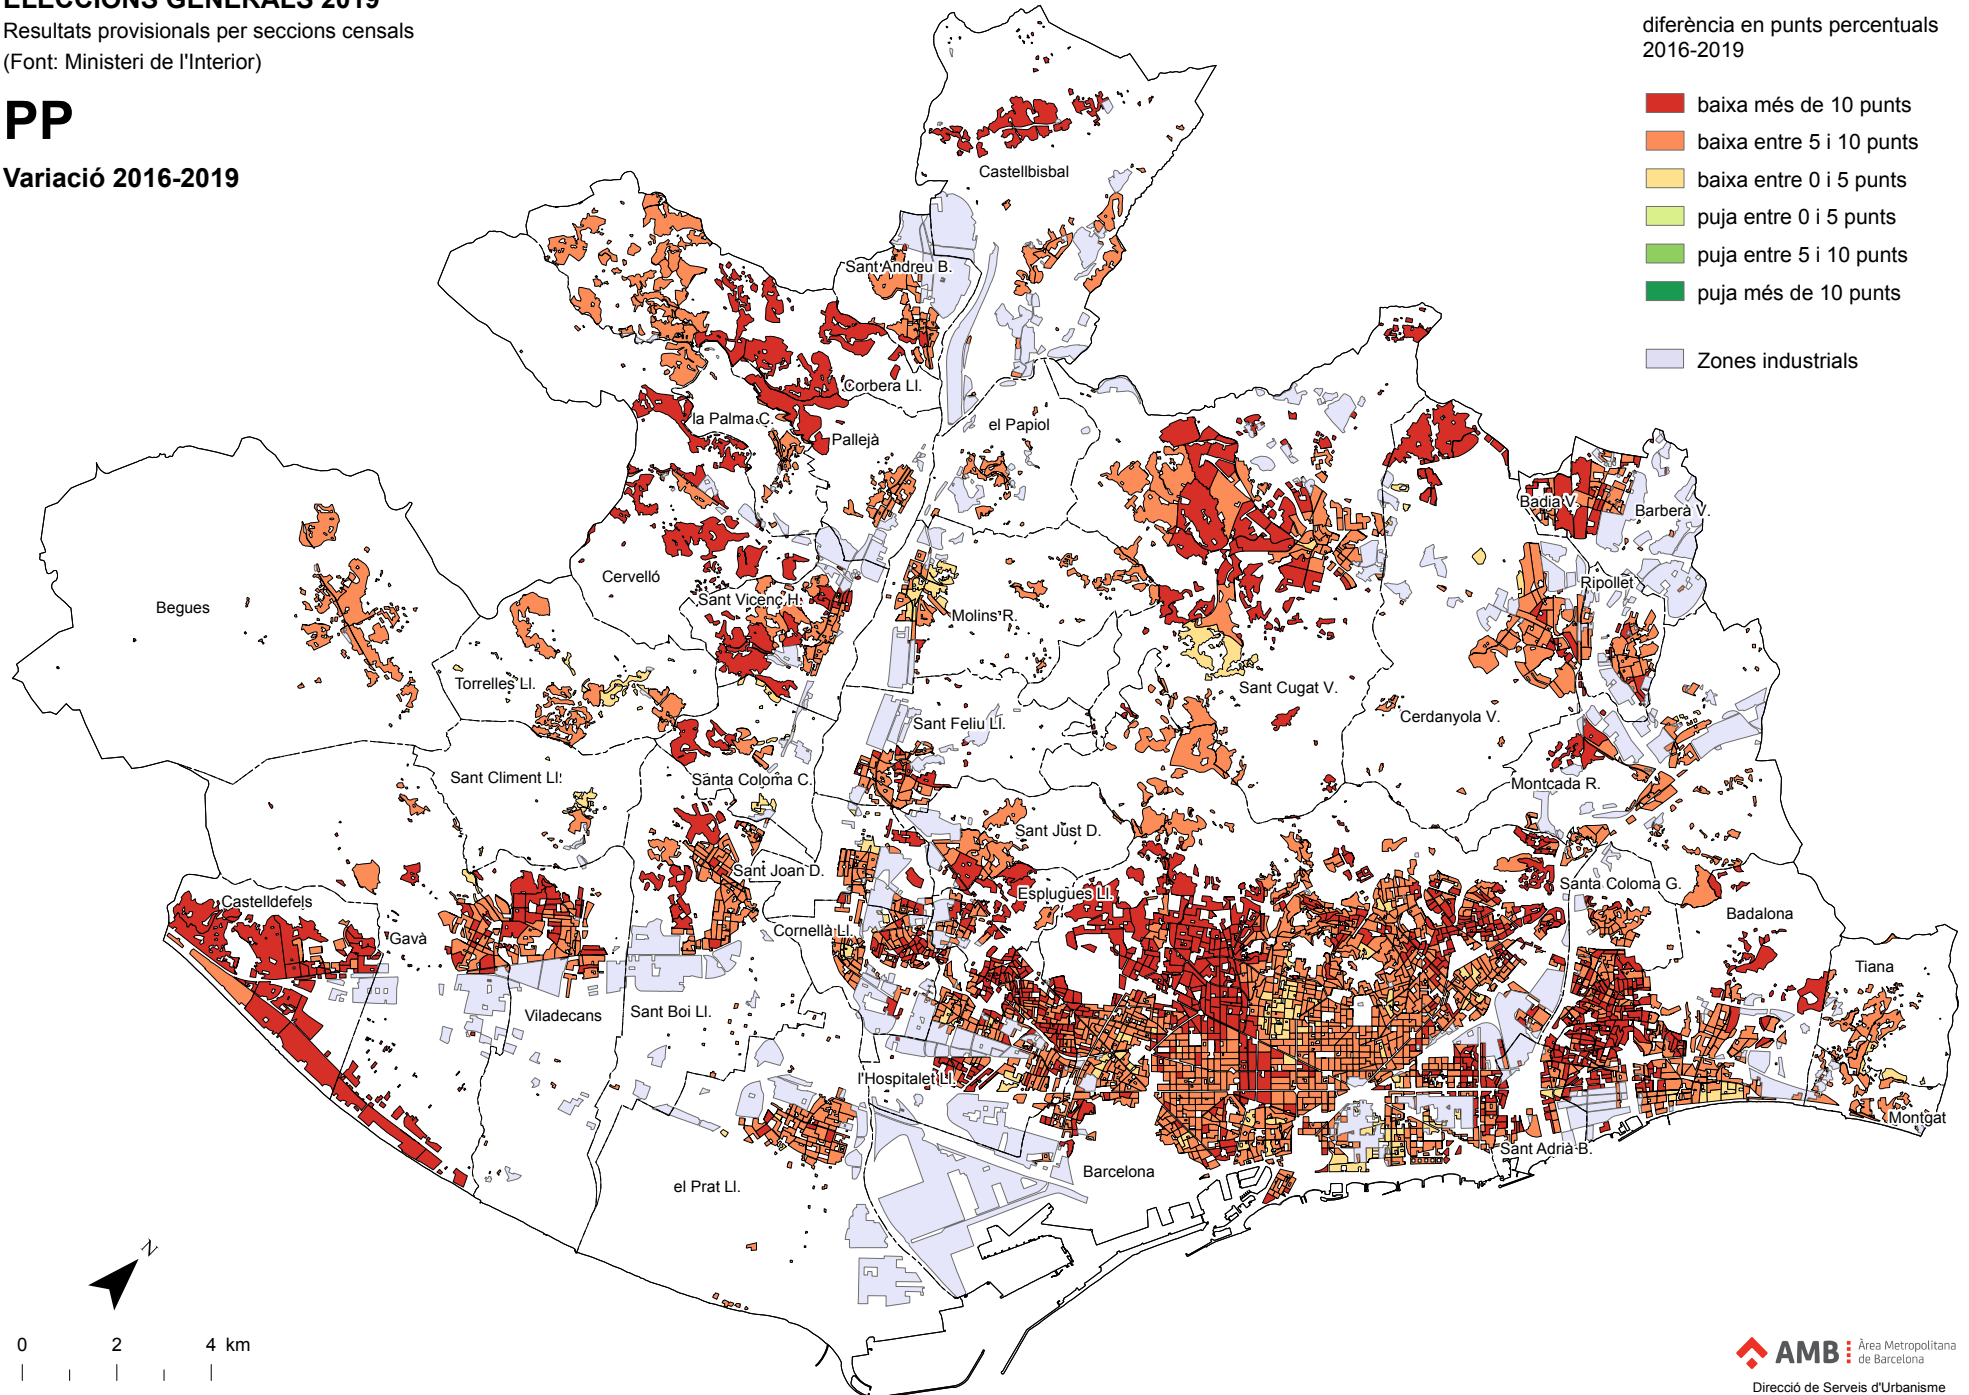 ELECCIONS GENERALS 2019
Resultats provisionals per seccions censals
(Font: Ministeri de l'Interior)
PP
Variació 2016-2019
diferència en punts percentuals
2016-2019
baixa més de 10 punts
baixa entre 5 i 10 punts
baixa entre 0 i 5 punts
puja entre 0 i 5 punts
puja entre 5 i 10 punts
puja més de 10 punts
Zones industrials
Castellbisbal
Sant Andreu B.
Corbera Ll.
la Palma C.
Pallejà
el Papiol
Badia V.
Barberà V.
Cervelló
Ripollet
Begues
Sant Vicenç H.
Molins R.
Torrelles Ll.
Sant Cugat V.
Cerdanyola V.
Sant Feliu Ll.
Sant Climent Ll.
Santa Coloma C.
Montcada R.
Sant Just D.
Sant Joan D.
Esplugues Ll.
Santa Coloma G.
Castelldefels
Badalona
Gavà
Cornellà Ll.
Tiana
Viladecans
Sant Boi Ll.
l'Hospitalet Ll.
Montgat
Sant Adrià B.
Barcelona
el Prat Ll.
N
0 2 4 km
AMB
Àrea Metropolitana
de Barcelona
Direcció de Serveis d'Urbanisme